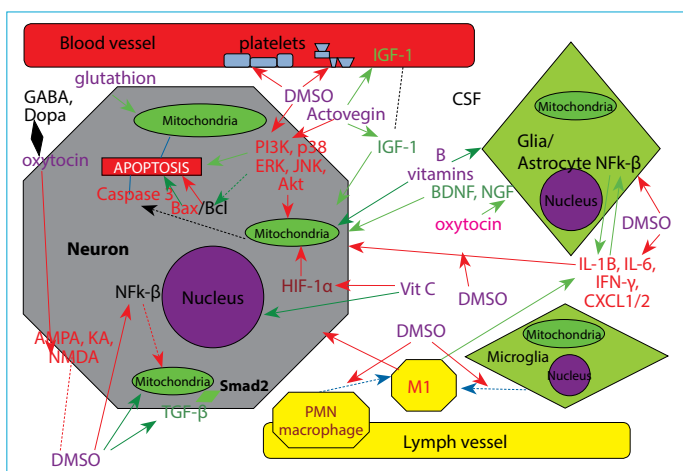 Blood vessel
platelets
IGF-1
glutathion
DMSO
GABA,
Dopa
Actovegin
CSF
Mitochondria
Mitochondria
oxytocin
PI3K, p38
ERK, JNK,
Akt
IGF-1
Glia/
Astrocyte NFk-β
APOPTOSIS
B
vitamins
BDNF, NGF
Caspase 3
Bax/Bcl
oxytocin
Nucleus
DMSO
Mitochondria
Neuron
IL-1B, IL-6,
IFN-γ,
CXCL1/2
HIF-1α
Vit C
DMSO
NFk-β
Nucleus
AMPA, KA,
NMDA
DMSO
Mitochondria
Microglia
Nucleus
Mitochondria
Smad2
M1
TGF-β
PMN
macrophage
Lymph vessel
DMSO